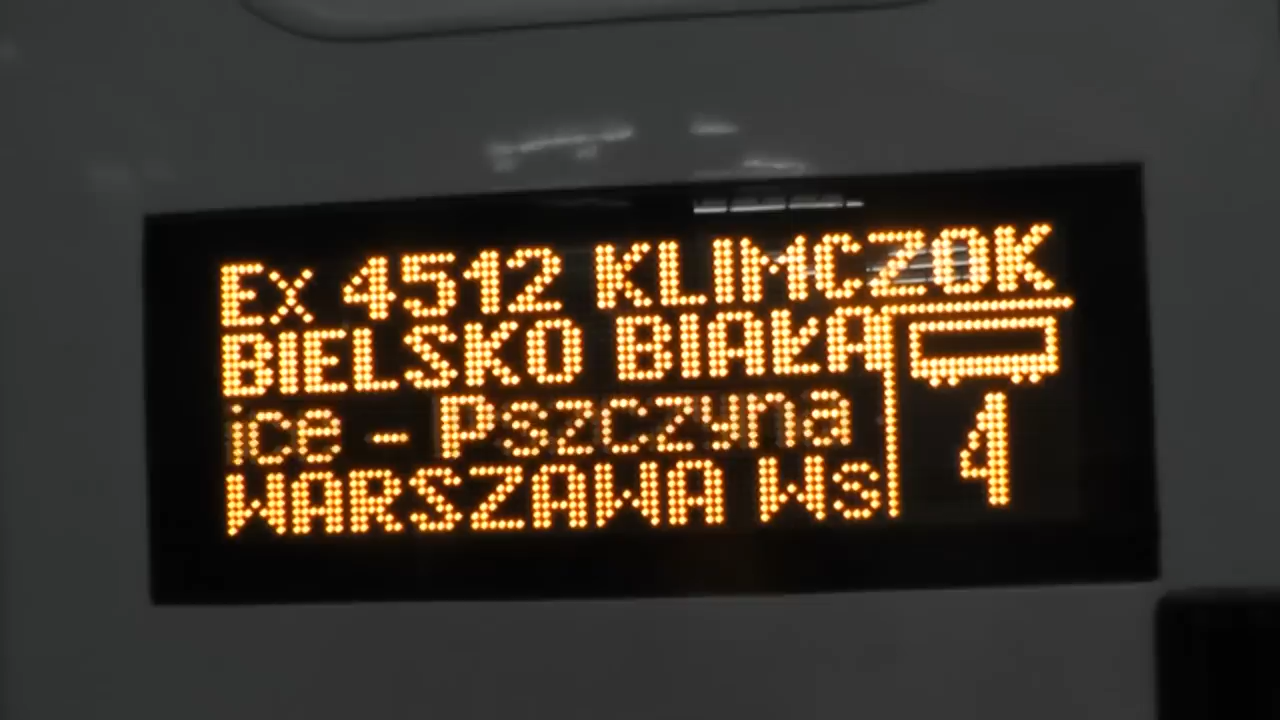 Ex 4512 KLIMCZOK
BIELSKO BIAŁA
ice - Pszczyna
WARSZAWA Ws
4